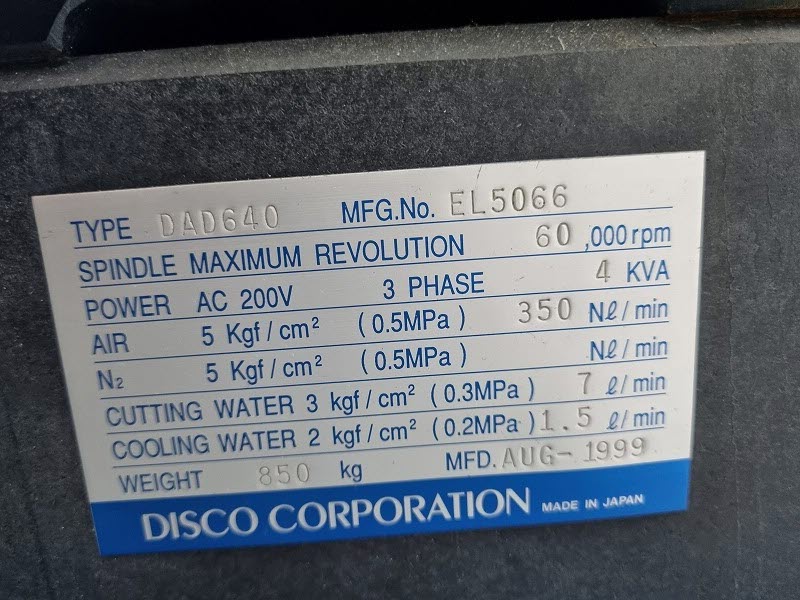 TYPE DAD640 MFG.No. EL5066
SPINDLE MAXIMUM REVOLUTION 60 ,000rpm
POWER AC 200V 3 PHASE 4 KVA
AIR 5 Kgf/cm² (0.5MPa) 350 Nℓ/min
N₂ 5 Kgf/cm² (0.5MPa) Nℓ/min
CUTTING WATER 3 kgf/cm² (0.3MPa) 7 ℓ/min
COOLING WATER 2 kgf/cm² (0.2MPa) 1.5 ℓ/min
WEIGHT 850 kg MFD. AUG-1999
DISCO CORPORATION MADE IN JAPAN